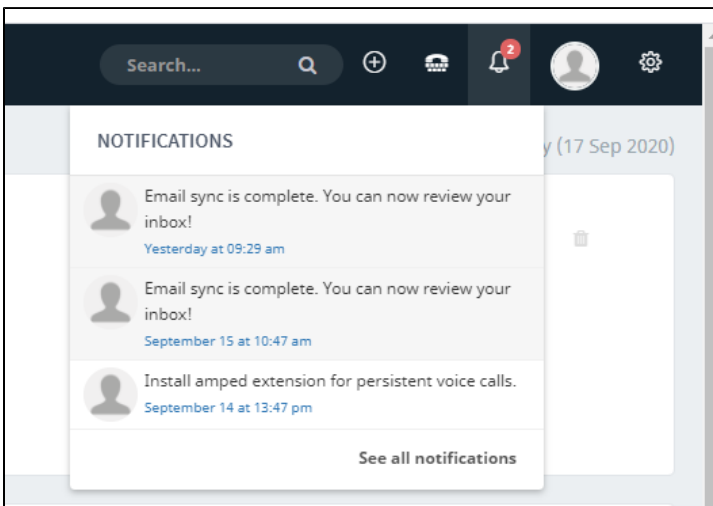 Search...
2
NOTIFICATIONS
y (17 Sep 2020)
Email sync is complete. You can now review your
inbox!
Yesterday at 09:29 am
Email sync is complete. You can now review your
inbox!
September 15 at 10:47 am
Install amped extension for persistent voice calls.
September 14 at 13:47 pm
See all notifications